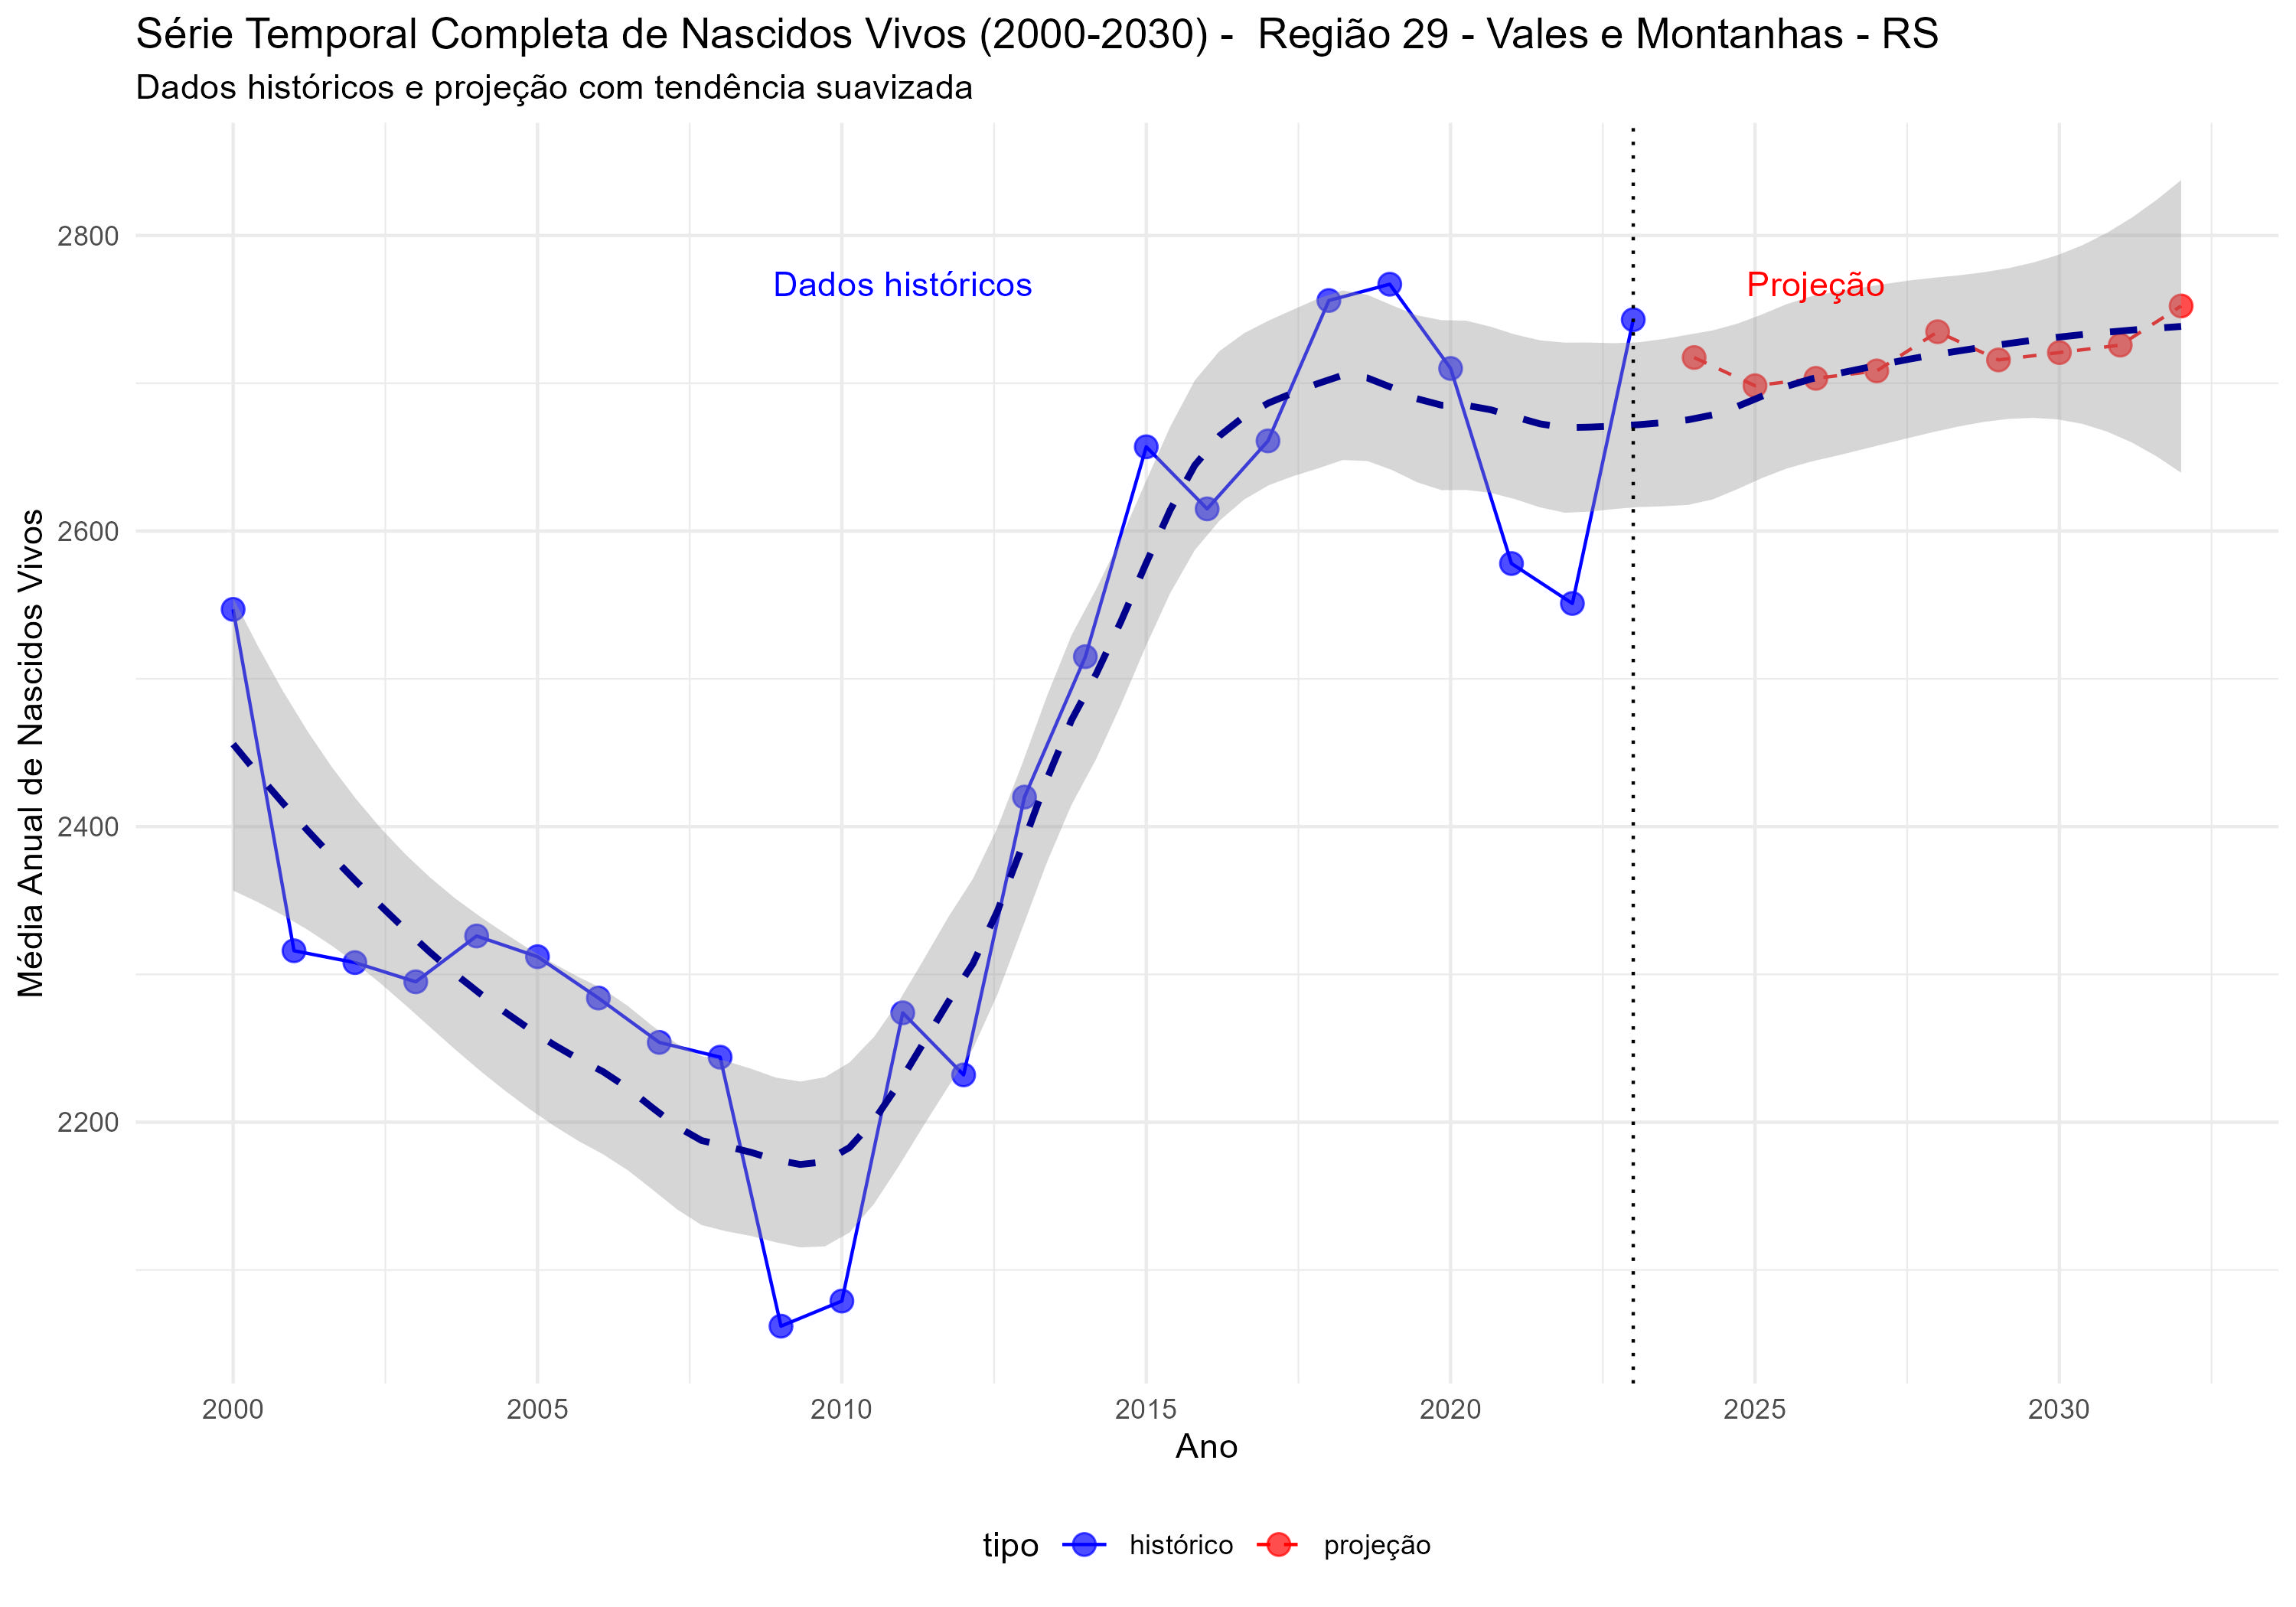 Série Temporal Completa de Nascidos Vivos (2000-2030) -  Região 29 - Vales e Montanhas - RS
Dados históricos e projeção com tendência suavizada
Média Anual de Nascidos Vivos
2800
2600
2400
2200
Dados históricos
Projeção
2000
2005
2010
2015
2020
2025
2030
Ano
tipo
histórico
projeção